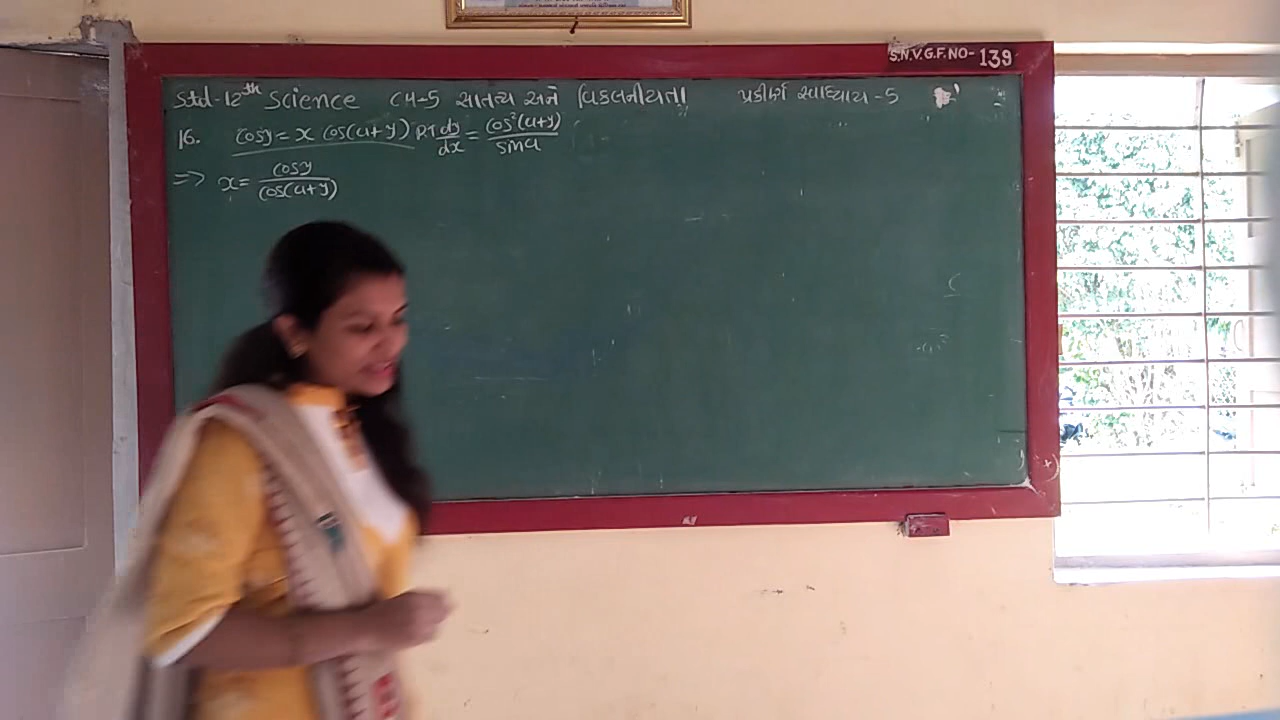 S.N.V.G.F.NO- 139
Std-12th Science CH-5 સાતત્ય અને વિકલનીયતા પ્રકીર્ણ સ્વાધ્યાય-5
16. cosy = x cos(a+y) P.T dy/dx = cos²(a+y)/sina
=> x = cosy/cos(a+y)